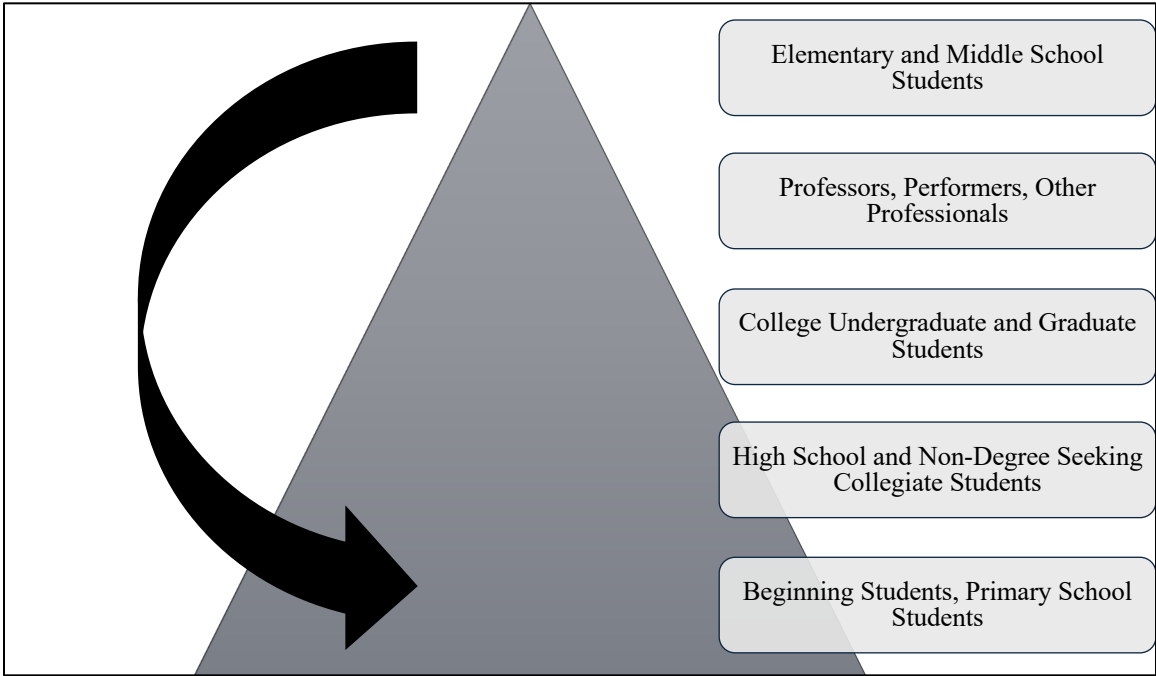 Elementary and Middle School
Students
Professors, Performers, Other
Professionals
College Undergraduate and Graduate
Students
High School and Non-Degree Seeking
Collegiate Students
Beginning Students, Primary School
Students